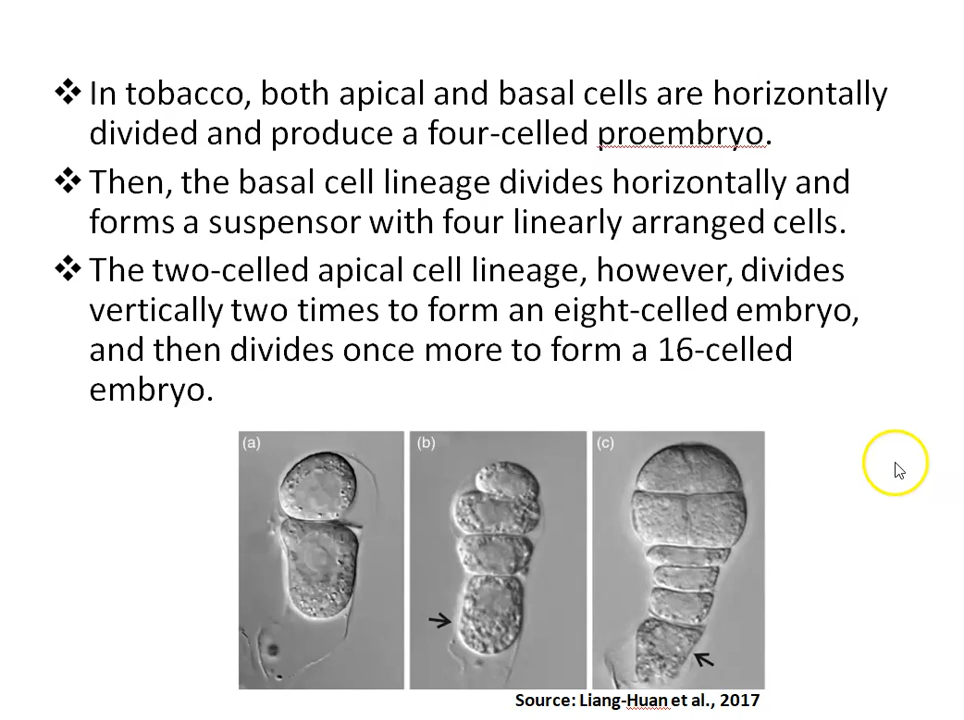 ❖ In tobacco, both apical and basal cells are horizontally
divided and produce a four-celled proembryo.
❖ Then, the basal cell lineage divides horizontally and
forms a suspensor with four linearly arranged cells.
❖ The two-celled apical cell lineage, however, divides
vertically two times to form an eight-celled embryo,
and then divides once more to form a 16-celled
embryo.
(a) (b) (c)
Source: Liang-Huan et al., 2017